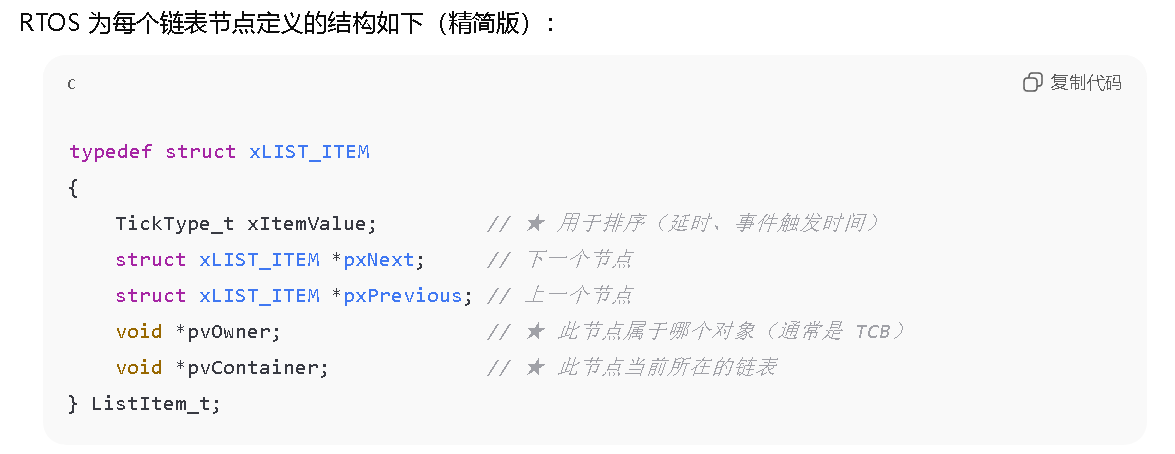 RTOS 为每个链表节点定义的结构如下（精简版）：
c 复制代码
typedef struct xLIST_ITEM
{
    TickType_t xItemValue;         // ★ 用于排序（延时、事件触发时间）
    struct xLIST_ITEM *pxNext;     // 下一个节点
    struct xLIST_ITEM *pxPrevious; // 上一个节点
    void *pvOwner;                 // ★ 此节点属于哪个对象（通常是 TCB）
    void *pvContainer;             // ★ 此节点当前所在的链表
} ListItem_t;